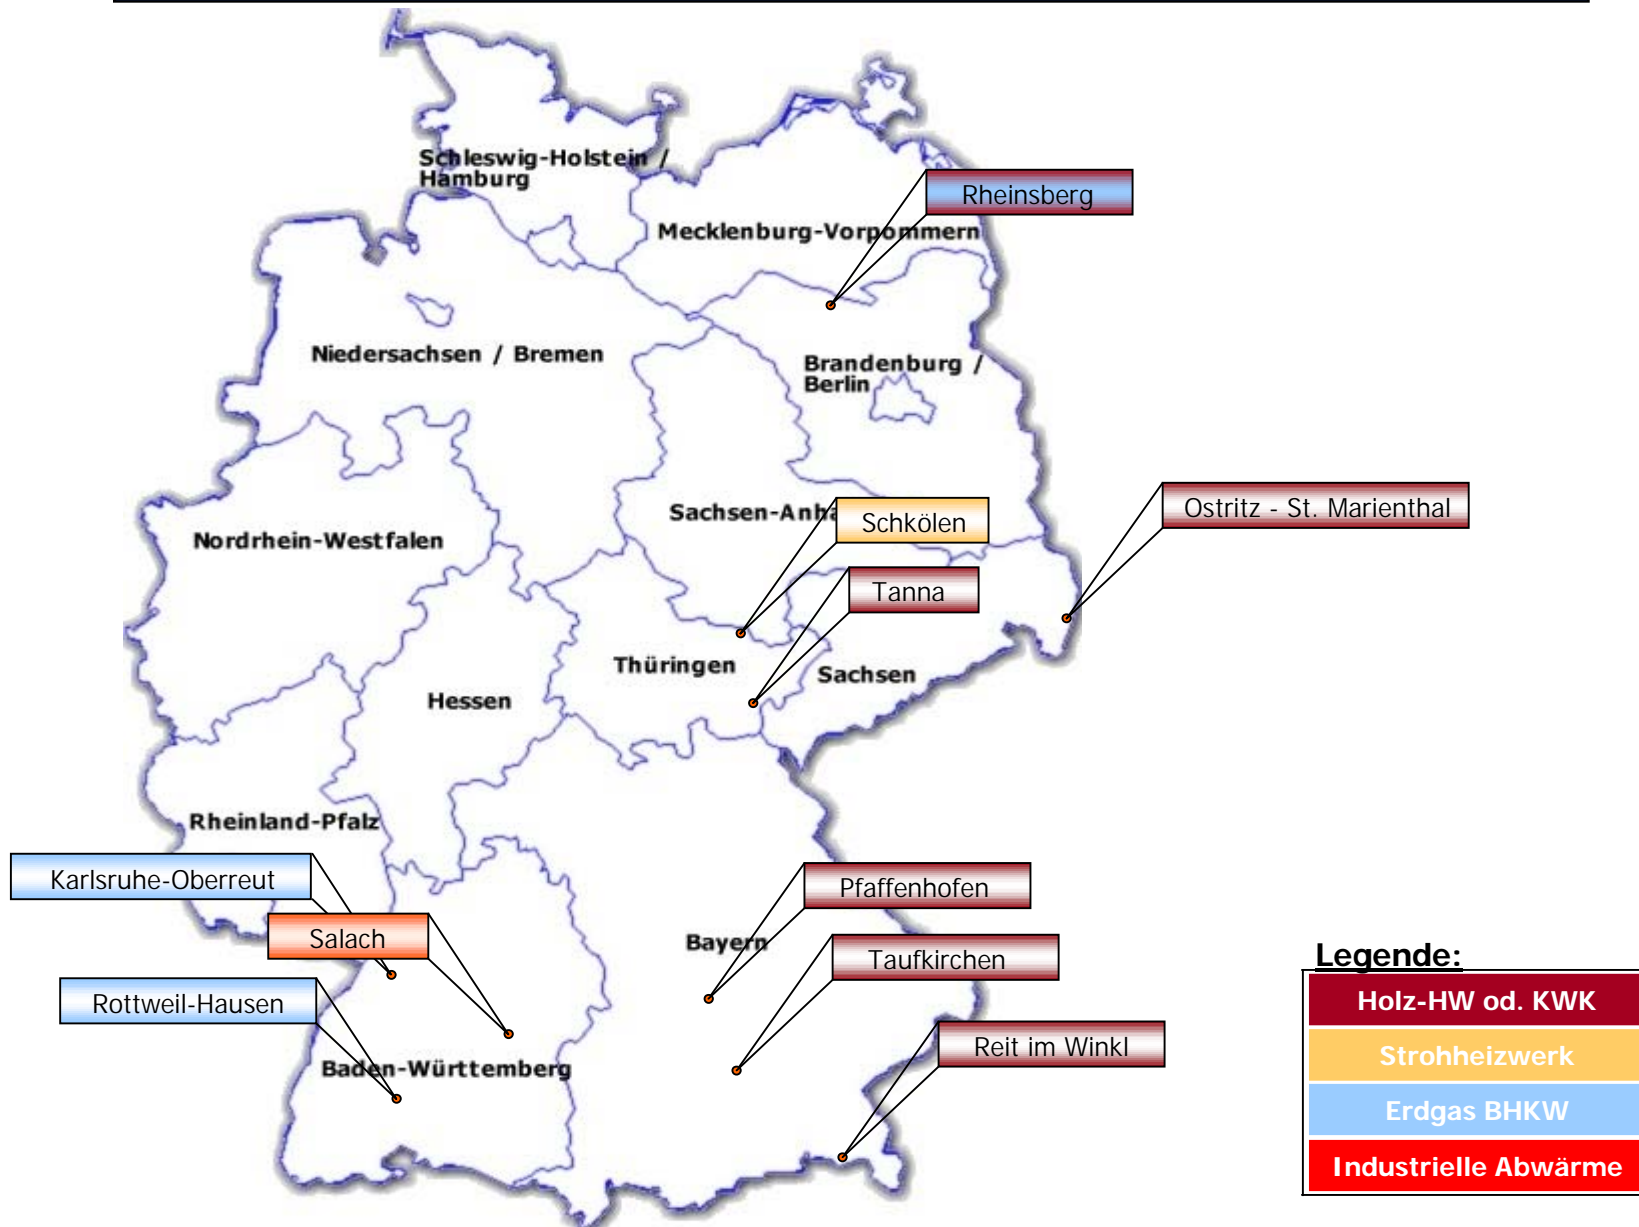 Schleswig-Holstein /
Hamburg
Rheinsberg
Mecklenburg-Vorpommern
Niedersachsen / Bremen
Brandenburg /
Berlin
Sachsen-Anha
Schkölen
Ostritz - St. Marienthal
Nordrhein-Westfalen
Tanna
Thüringen
Sachsen
Hessen
Rheinland-Pfalz
Karlsruhe-Oberreut
Pfaffenhofen
Salach
Bayern
Taufkirchen
Rottweil-Hausen
Reit im Winkl
Baden-Württemberg
Legende:
Holz-HW od. KWK
Strohheizwerk
Erdgas BHKW
Industrielle Abwärme